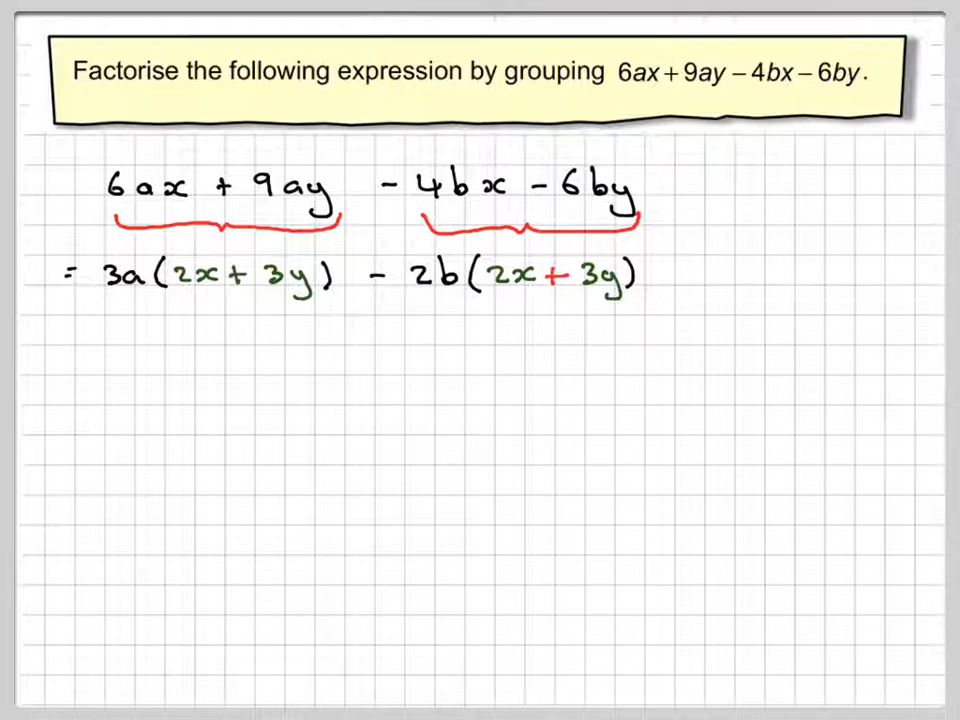 Factorise the following expression by grouping 6ax + 9ay − 4bx − 6by.
6ax + 9ay - 4bx - 6by
= 3a(2x + 3y) - 2b(2x + 3y)